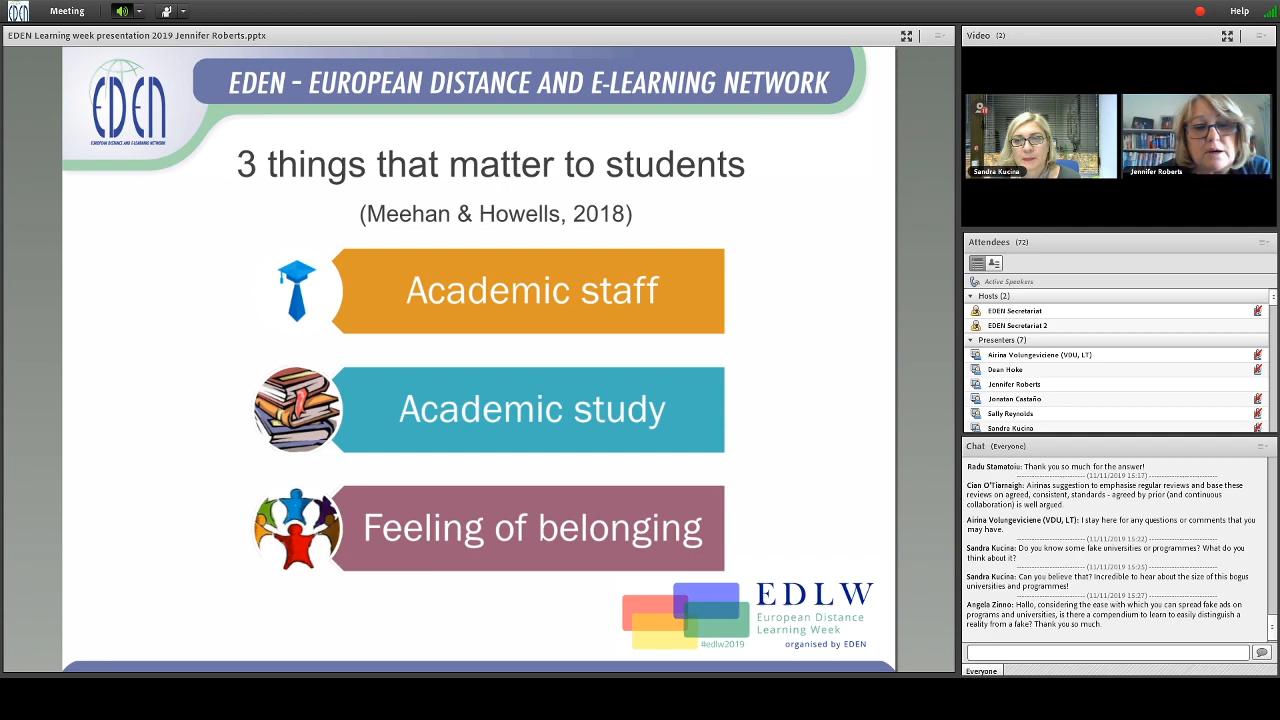 Meeting
Help
EDEN Learning week presentation 2019 Jennifer Roberts.pptx
EDEN
EUROPEAN DISTANCE AND E-LEARNING NETWORK
EDEN – EUROPEAN DISTANCE AND E-LEARNING NETWORK
3 things that matter to students
(Meehan & Howells, 2018)
Academic staff
Academic study
Feeling of belonging
EDLW
European Distance
Learning Week
#edlw2019
organised by EDEN
Video (2)
Sandra Kucina
Jennifer Roberts
Attendees (72)
Active Speakers
Hosts (2)
EDEN Secretariat
EDEN Secretariat 2
Presenters (7)
Airina Volungeviciene (VDU, LT)
Dean Hoke
Jennifer Roberts
Jonatan Castaño
Sally Reynolds
Sandra Kucina
Chat (Everyone)
Radu Stamatoiu: Thank you so much for the answer!
(11/11/2019 15:17)
Cian O'Tiarnaigh: Airinas suggestion to emphasise regular reviews and base these
reviews on agreed, consistent, standards - agreed by prior (and continuous
collaboration) is well argued.
Airina Volungeviciene (VDU, LT): I stay here for any questions or comments that you
may have.
(11/11/2019 15:22)
Sandra Kucina: Do you know some fake universities or programmes? What do you
think about it?
(11/11/2019 15:25)
Sandra Kucina: Can you believe that? Incredible to hear about the size of this bogus
universities and programmes!
(11/11/2019 15:27)
Angela Zinno: Hallo, considering the ease with which you can spread fake ads on
programs and universities, is there a compendium to learn to easily distinguish a
reality from a fake? Thank you so much.
Everyone